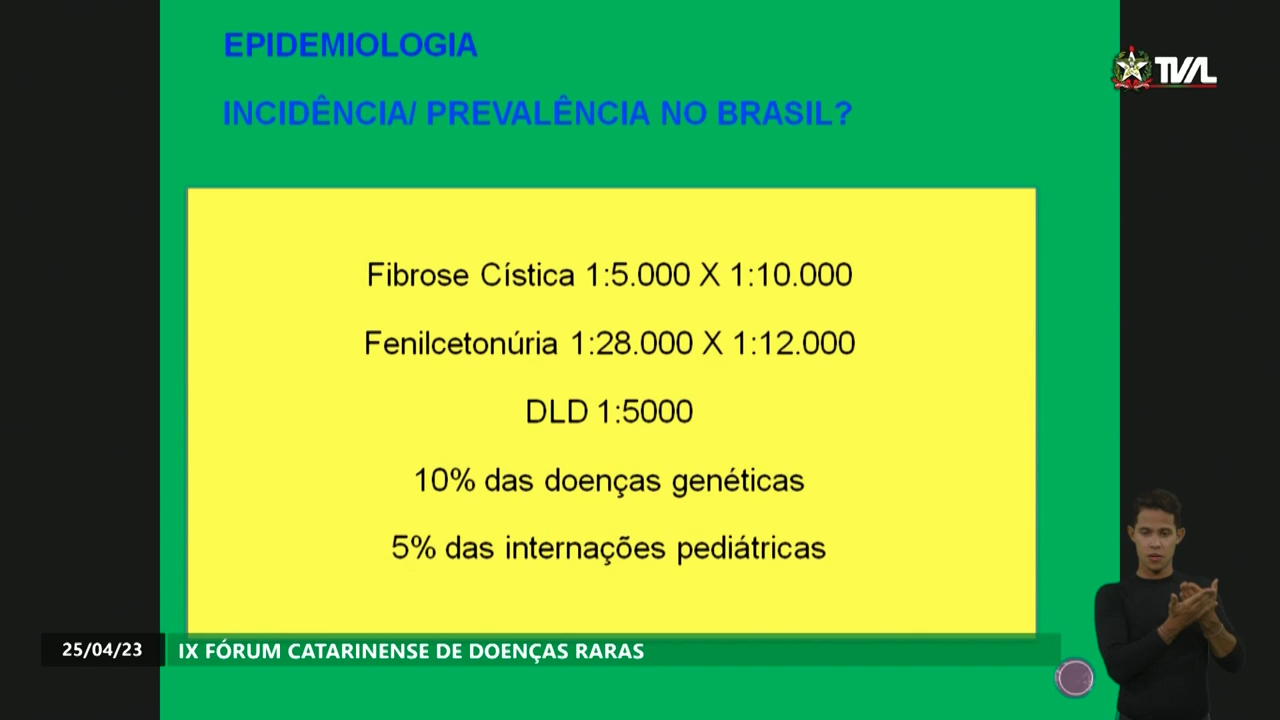 EPIDEMIOLOGIA
INCIDÊNCIA/ PREVALÊNCIA NO BRASIL?
TVAL
Fibrose Cística 1:5.000 X 1:10.000
Fenilcetonúria 1:28.000 X 1:12.000
DLD 1:5000
10% das doenças genéticas
5% das internações pediátricas
25/04/23 IX FÓRUM CATARINENSE DE DOENÇAS RARAS